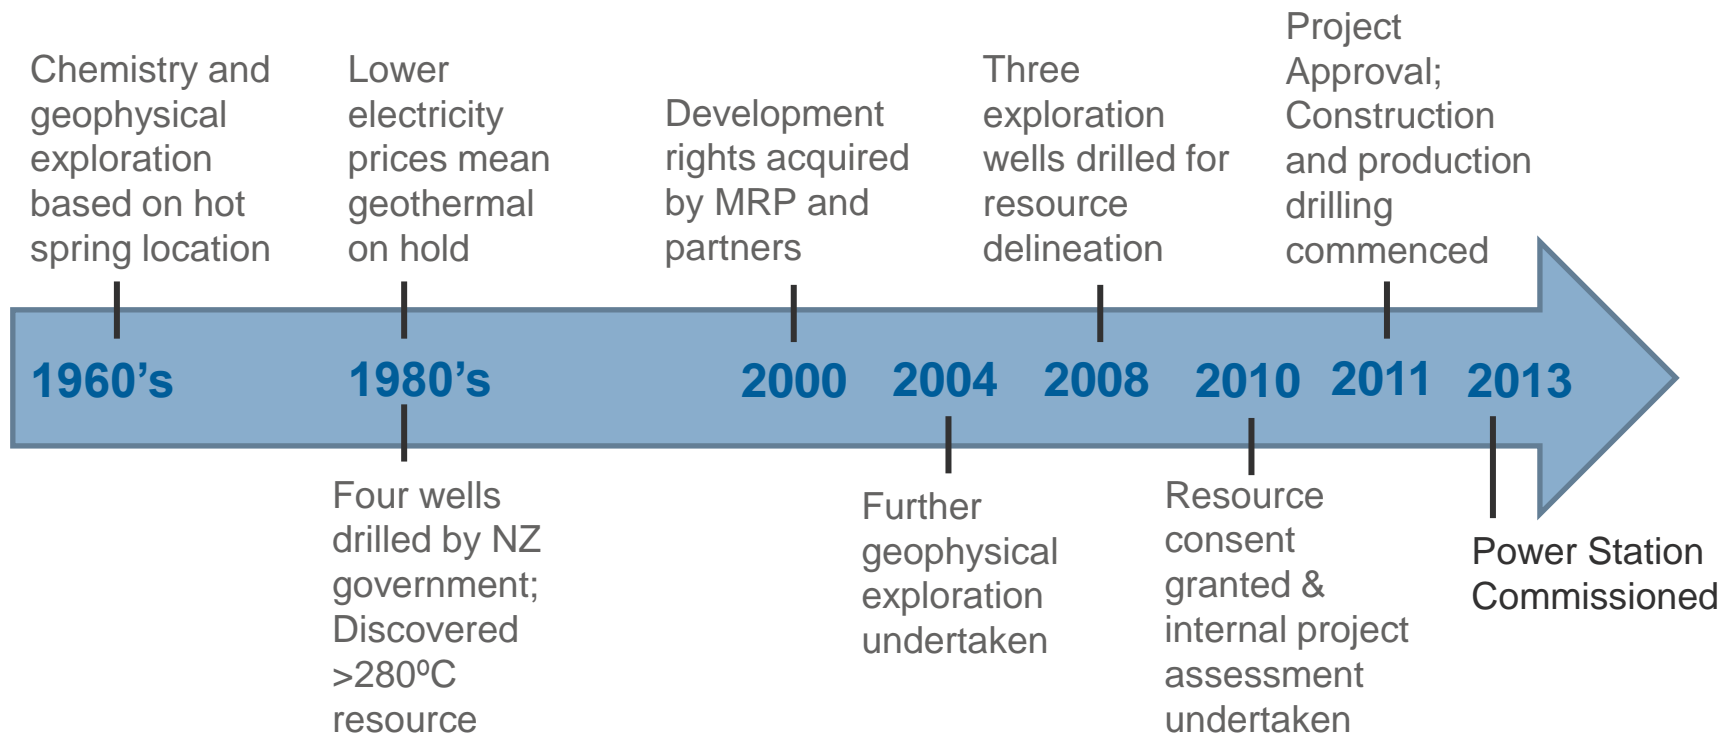 Chemistry and
geophysical
exploration
based on hot
spring location
Lower
electricity
prices mean
geothermal
on hold
Development
rights acquired
by MRP and
partners
Three
exploration
wells drilled for
resource
delineation
Project
Approval;
Construction
and production
drilling
commenced
1960’s
1980’s
2000
2004
2008
2010
2011
2013
Four wells
drilled by NZ
government;
Discovered
>280ºC
resource
Further
geophysical
exploration
undertaken
Resource
consent
granted &
internal project
assessment
undertaken
Power Station
Commissioned